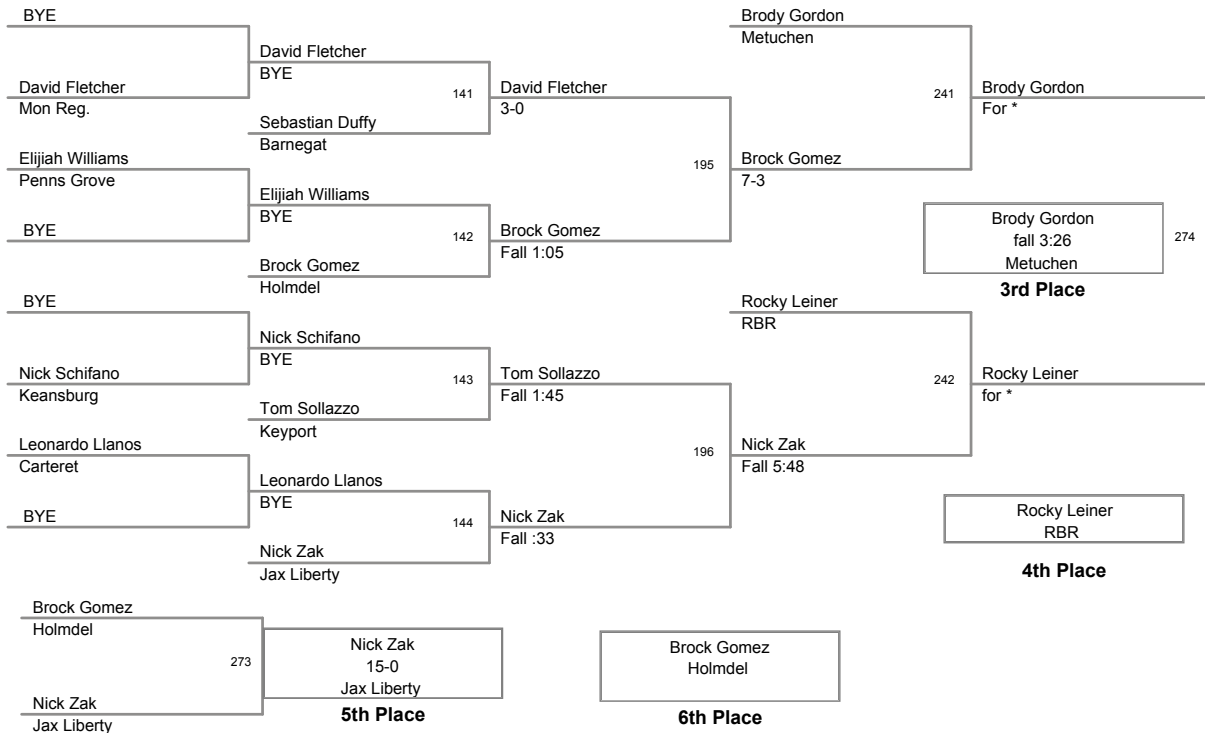 BYE
David Fletcher
Mon Reg.
Elijiah Williams
Penns Grove
BYE
BYE
Nick Schifano
Keansburg
Leonardo Llanos
Carteret
BYE
David Fletcher
BYE
141
Sebastian Duffy
Barnegat
Elijiah Williams
BYE
142
Brock Gomez
Holmdel
Nick Schifano
BYE
143
Tom Sollazzo
Keyport
Leonardo Llanos
BYE
144
Nick Zak
Jax Liberty
David Fletcher
3-0
195
Brock Gomez
Fall 1:05
Tom Sollazzo
Fall 1:45
196
Nick Zak
Fall :33
Brody Gordon
Metuchen
241
Brock Gomez
7-3
Rocky Leiner
RBR
242
Nick Zak
Fall 5:48
Brody Gordon
For *
Brody Gordon
fall 3:26
Metuchen
274
3rd Place
Rocky Leiner
for *
Rocky Leiner
RBR
4th Place
Brock Gomez
Holmdel
273
Nick Zak
Jax Liberty
Nick Zak
15-0
Jax Liberty
5th Place
Brock Gomez
Holmdel
6th Place